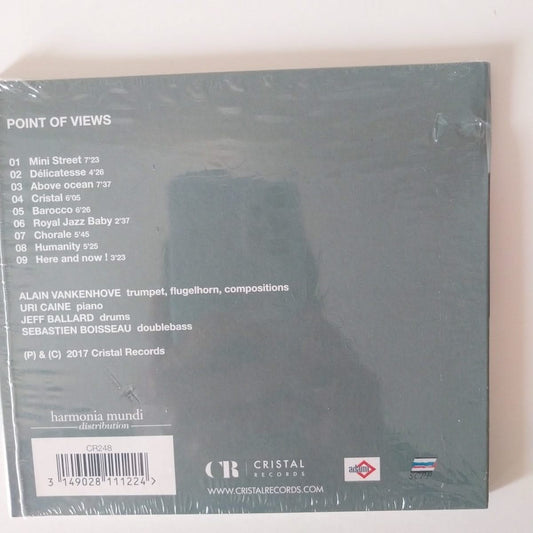 POINT OF VIEWS
01 Mini Street 7'23
02 Délicatesse 4'26
03 Above ocean 7'37
04 Cristal 6'05
05 Barocco 6'26
06 Royal Jazz Baby 2'37
07 Chorale 5'45
08 Humanity 5'25
09 Here and now ! 3'23
ALAIN VANKENHOVE trumpet, flugelhorn, compositions
URI CAINE piano
JEFF BALLARD drums
SEBASTIEN BOISSEAU doublebass
(P) & (C) 2017 Cristal Records
harmonia mundi
distribution
CR248
3 149028 111224 >
CR CRISTAL
RECORDS
WWW.CRISTALRECORDS.COM
adami